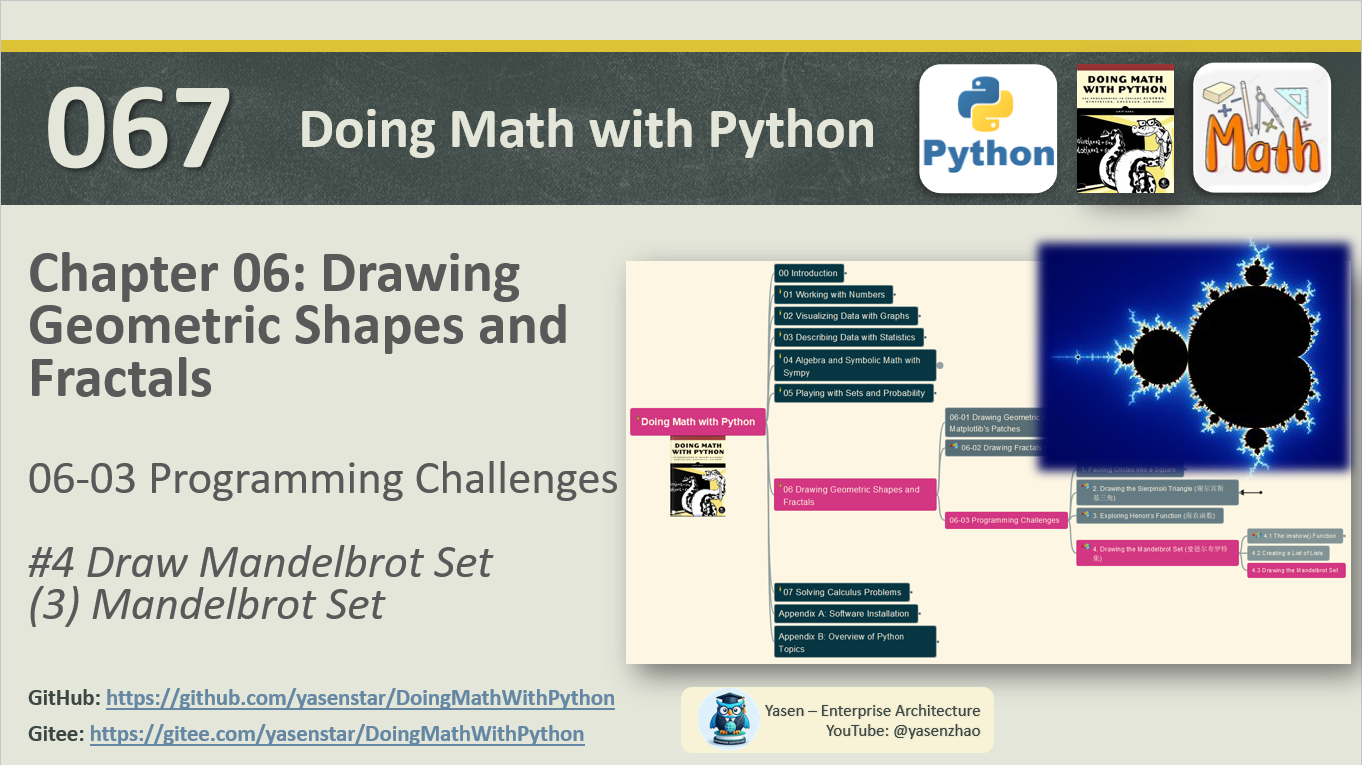 067
Doing Math with Python
Python
DOING MATH
WITH PYTHON
Math
Chapter 06: Drawing
Geometric Shapes and
Fractals
06-03 Programming Challenges
#4 Draw Mandelbrot Set
(3) Mandelbrot Set
GitHub: https://github.com/yasenstar/DoingMathWithPython
Gitee: https://gitee.com/yasenstar/DoingMathWithPython
Doing Math with Python
DOING MATH
WITH PYTHON
00 Introduction
01 Working with Numbers
02 Visualizing Data with Graphs
03 Describing Data with Statistics
04 Algebra and Symbolic Math with
Sympy
05 Playing with Sets and Probability
06 Drawing Geometric Shapes and
Fractals
06-01 Drawing Geometric
Matplotlib's Patches
06-02 Drawing Fractals
06-03 Programming Challenges
1. Packing Circles into a Square
2. Drawing the Sierpinski Triangle (谢尔宾斯
基三角)
3. Exploring Henon's Function (海农函数)
4. Drawing the Mandelbrot Set (曼德尔布罗特
集)
4.1 The imshow() Function
4.2 Creating a List of Lists
4.3 Drawing the Mandelbrot Set
07 Solving Calculus Problems
Appendix A: Software Installation
Appendix B: Overview of Python
Topics
Yasen – Enterprise Architecture
YouTube: @yasenzhao